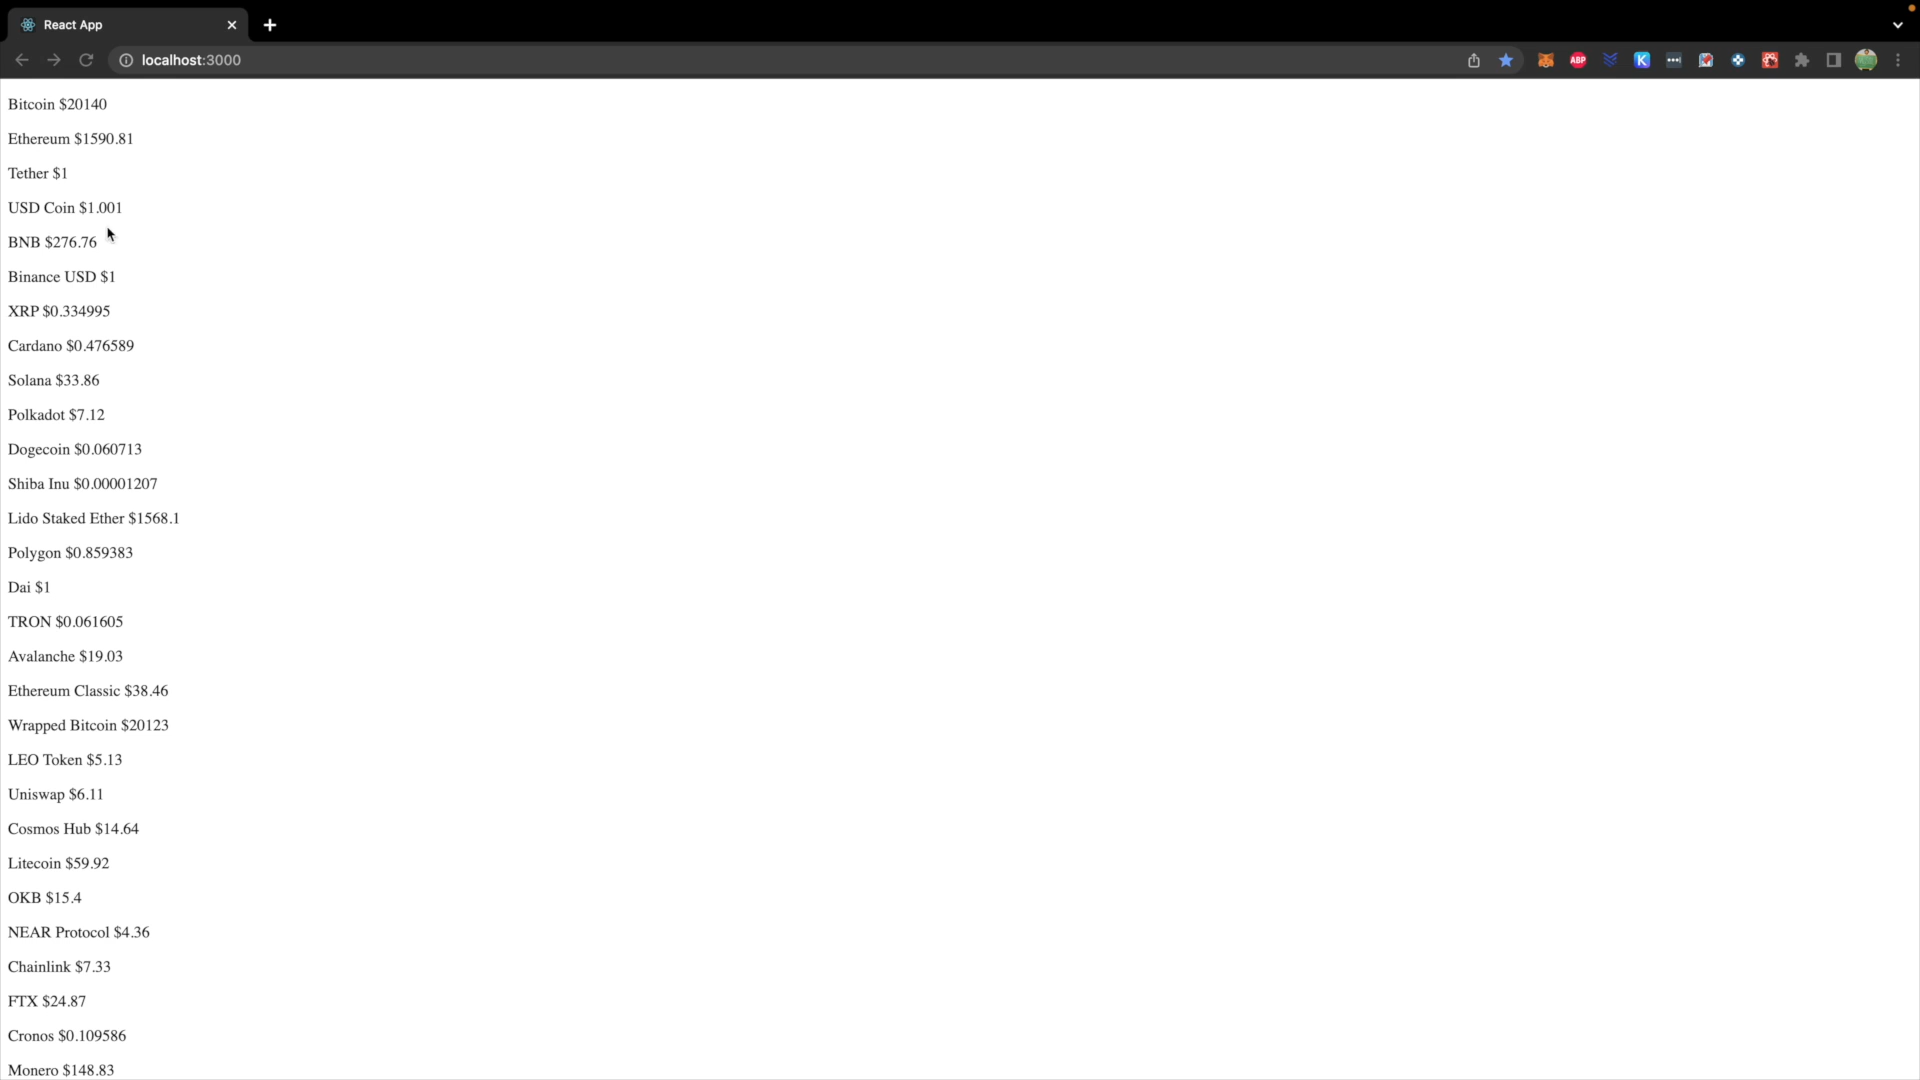 React App
localhost:3000
ABP
K
Bitcoin $20140
Ethereum $1590.81
Tether $1
USD Coin $1.001
BNB $276.76
Binance USD $1
XRP $0.334995
Cardano $0.476589
Solana $33.86
Polkadot $7.12
Dogecoin $0.060713
Shiba Inu $0.00001207
Lido Staked Ether $1568.1
Polygon $0.859383
Dai $1
TRON $0.061605
Avalanche $19.03
Ethereum Classic $38.46
Wrapped Bitcoin $20123
LEO Token $5.13
Uniswap $6.11
Cosmos Hub $14.64
Litecoin $59.92
OKB $15.4
NEAR Protocol $4.36
Chainlink $7.33
FTX $24.87
Cronos $0.109586
Monero $148.83